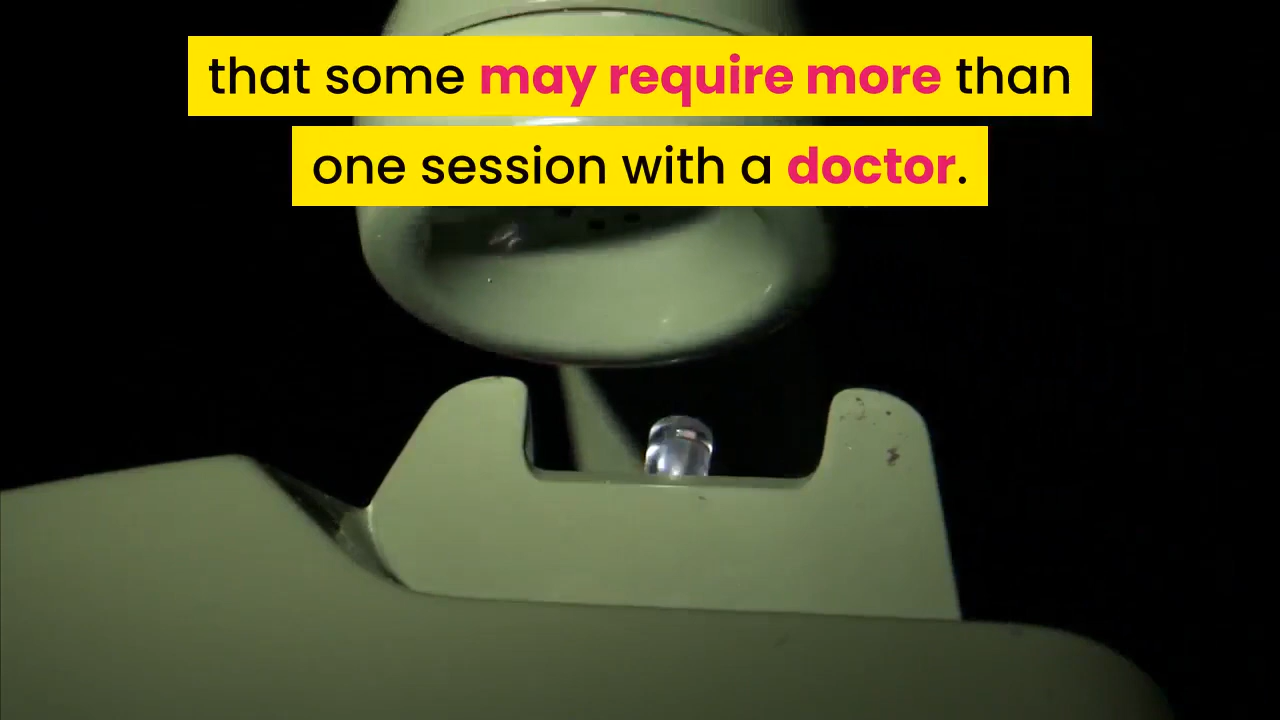 that some may require more than
one session with a doctor.